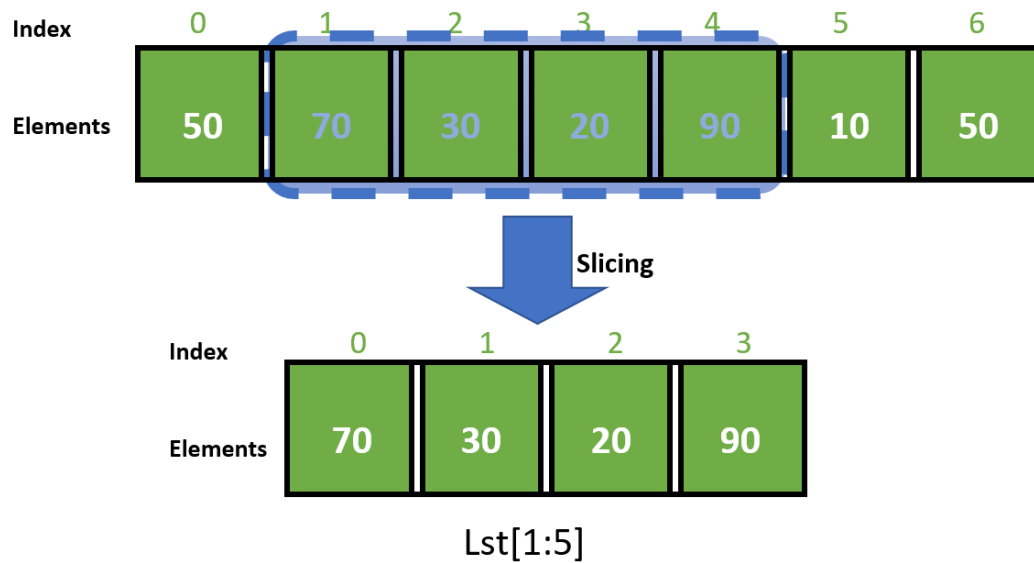 Index 0 1 2 3 4 5 6
Elements 50 70 30 20 90 10 50
Slicing
Index 0 1 2 3
Elements 70 30 20 90
Lst[1:5]